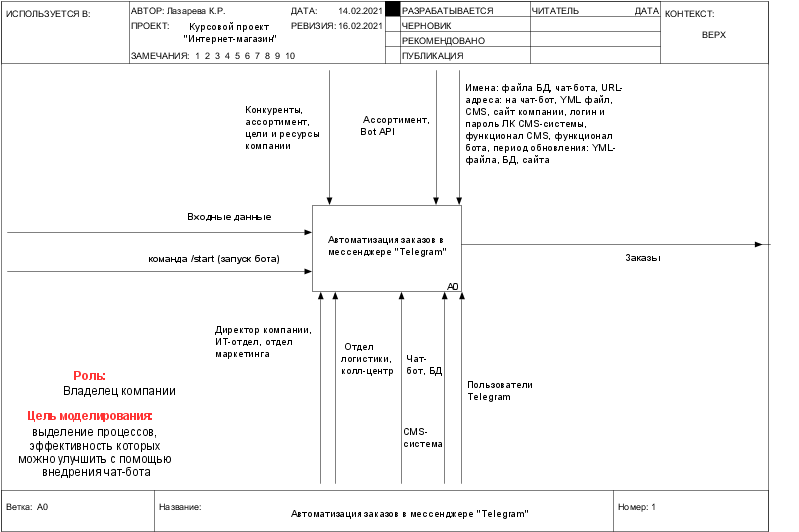 ИСПОЛЬЗУЕТСЯ В:
АВТОР: Лазарева К.Р.
ДАТА: 14.02.2021
РАЗРАБАТЫВАЕТСЯ
ЧИТАТЕЛЬ
ДАТА
КОНТЕКСТ:
ПРОЕКТ: Курсовой проект
"Интернет-магазин"
РЕВИЗИЯ: 16.02.2021
ЧЕРНОВИК
РЕКОМЕНДОВАНО
ВЕРХ
ЗАМЕЧАНИЯ: 1 2 3 4 5 6 7 8 9 10
ПУБЛИКАЦИЯ
Конкуренты,
ассортимент,
цели и ресурсы
компании
Ассортимент,
Bot API
Имена: файла БД, чат-бота, URL-
адреса: на чат-бот, YML файл,
CMS, сайт компании, логин и
пароль ЛК CMS-системы,
функционал CMS, функционал
бота, период обновления: YML-
файла, БД, сайта
Входные данные
команда /start (запуск бота)
Автоматизация заказов в
мессенджере "Telegram"
A0
Заказы
Директор компании,
ИТ-отдел, отдел
маркетинга
Отдел
логистики,
колл-центр
Чат-
бот, БД
CMS-
система
Пользователи
Telegram
Роль:
Владелец компании
Цель моделирования:
выделение процессов,
эффективность которых
можно улучшить с помощью
внедрения чат-бота
Ветка: A0
Название:
Автоматизация заказов в мессенджере "Telegram"
Номер: 1